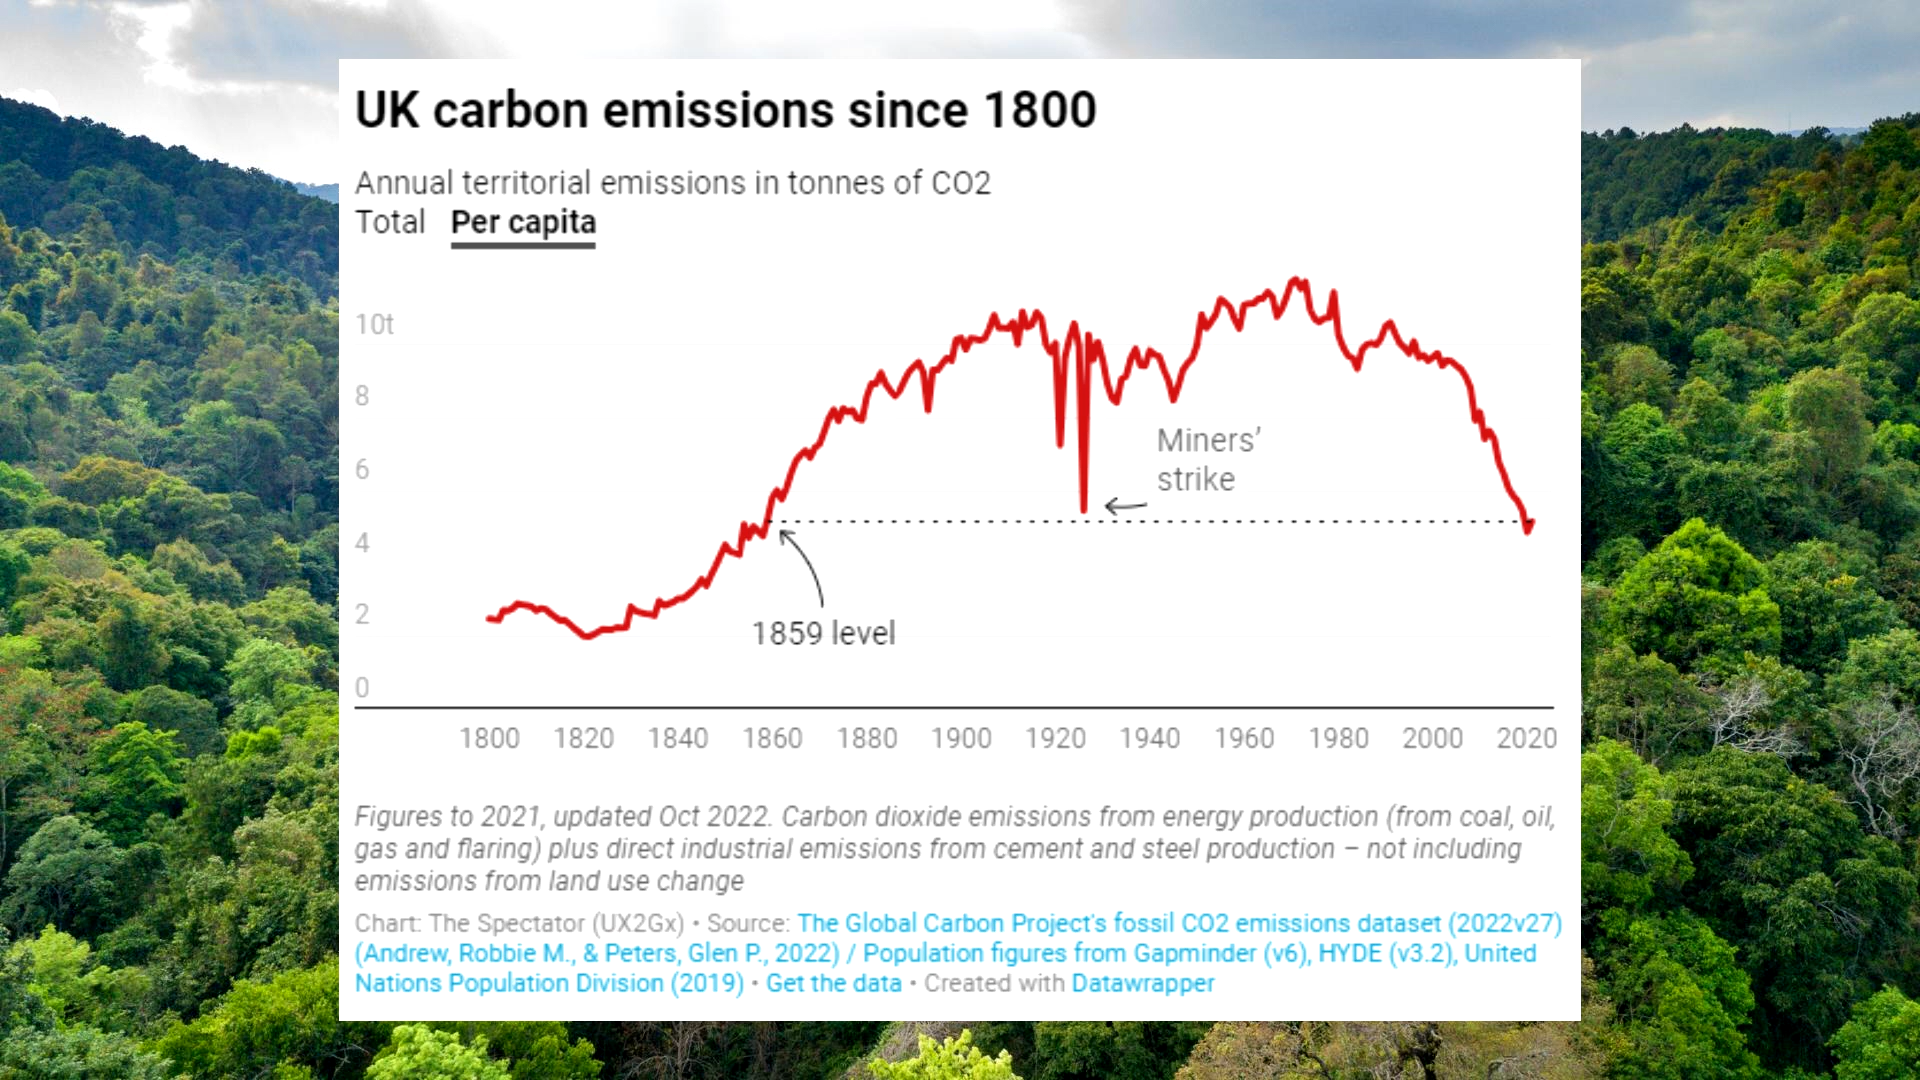 UK carbon emissions since 1800
Annual territorial emissions in tonnes of CO2
Total Per capita
10t
8
6
4
2
0
Miners’
strike
1859 level
1800 1820 1840 1860 1880 1900 1920 1940 1960 1980 2000 2020
Figures to 2021, updated Oct 2022. Carbon dioxide emissions from energy production (from coal, oil,
gas and flaring) plus direct industrial emissions from cement and steel production – not including
emissions from land use change
Chart: The Spectator (UX2Gx) • Source: The Global Carbon Project's fossil CO2 emissions dataset (2022v27)
(Andrew, Robbie M., & Peters, Glen P., 2022) / Population figures from Gapminder (v6), HYDE (v3.2), United
Nations Population Division (2019) • Get the data • Created with Datawrapper